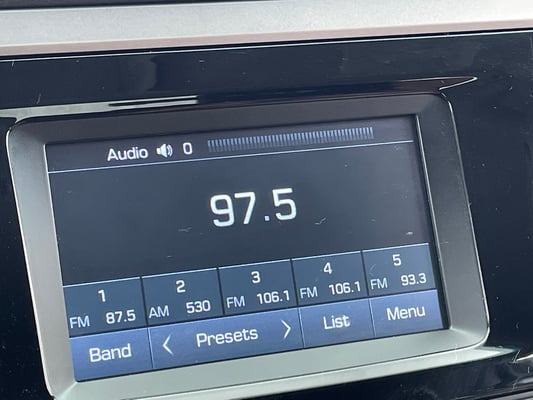 Audio 0
97.5
1 2 3 4 5
FM 87.5 AM 530 FM 106.1 FM 106.1 FM 93.3
Band < Presets > List Menu